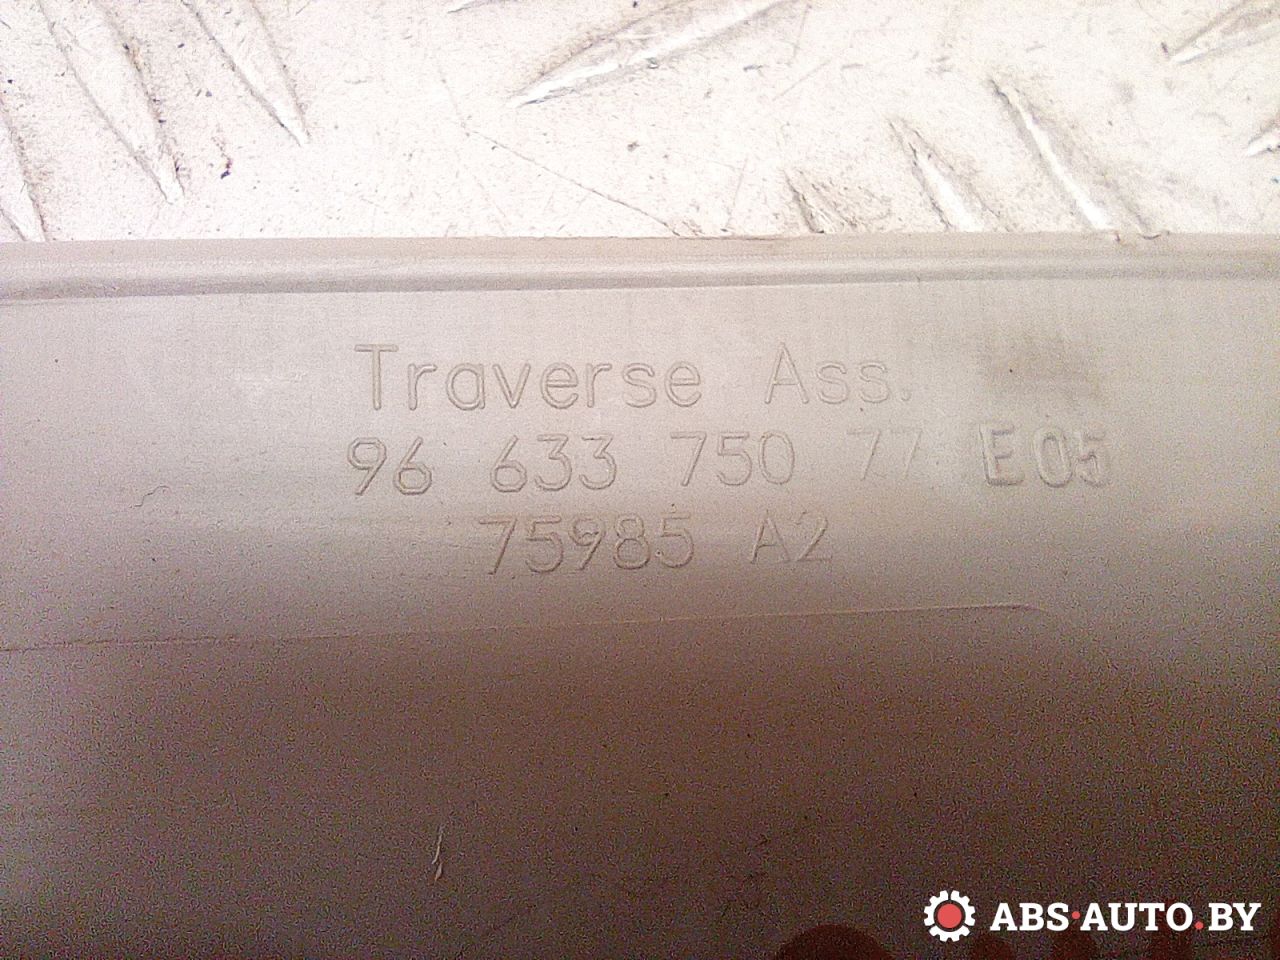 Traverse Ass.
96 633 750 77 E05
75985 A2
ABS·AUTO.BY